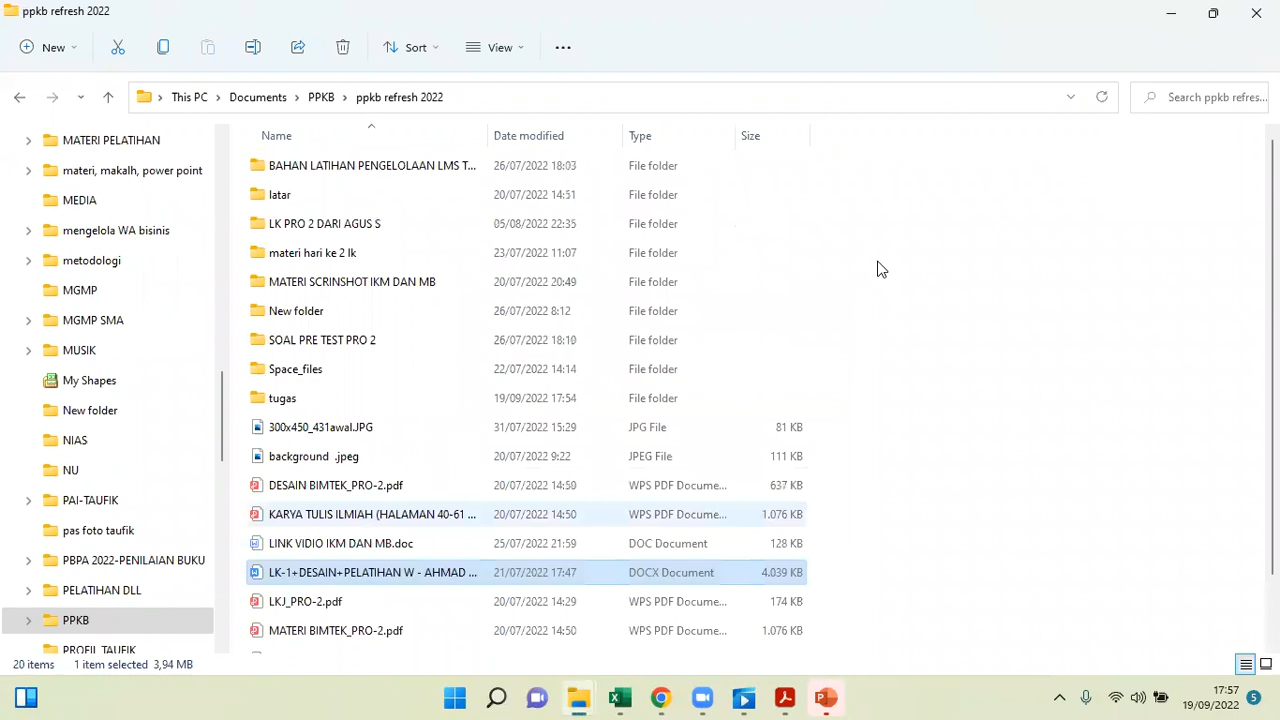 ppkb refresh 2022
New Sort View
This PC Documents PPKB ppkb refresh 2022 Search ppkb refres...
Name Date modified Type Size
MATERI PELATIHAN
materi, makalh, power point
MEDIA
mengelola WA bisinis
metodologi
MGMP
MGMP SMA
MUSIK
My Shapes
New folder
NIAS
NU
PAI-TAUFIK
pas foto taufik
PBPA 2022-PENILAIAN BUKU
PELATIHAN DLL
PPKB
PROFIL TAUFIK
BAHAN LATIHAN PENGELOLAAN LMS T... 26/07/2022 18:03 File folder
latar 20/07/2022 14:51 File folder
LK PRO 2 DARI AGUS S 05/08/2022 22:35 File folder
materi hari ke 2 lk 23/07/2022 11:07 File folder
MATERI SCRINSHOT IKM DAN MB 20/07/2022 20:49 File folder
New folder 26/07/2022 8:12 File folder
SOAL PRE TEST PRO 2 26/07/2022 18:10 File folder
Space_files 22/07/2022 14:14 File folder
tugas 19/09/2022 17:54 File folder
300x450_431awal.JPG 31/07/2022 15:29 JPG File 81 KB
background .jpeg 20/07/2022 9:22 JPEG File 111 KB
DESAIN BIMTEK_PRO-2.pdf 20/07/2022 14:59 WPS PDF Docume... 637 KB
KARYA TULIS ILMIAH (HALAMAN 40-61 ... 20/07/2022 14:50 WPS PDF Docume... 1.076 KB
LINK VIDIO IKM DAN MB.doc 25/07/2022 21:59 DOC Document 128 KB
LK-1+DESAIN+PELATIHAN W - AHMAD ... 21/07/2022 17:47 DOCX Document 4.039 KB
LKJ_PRO-2.pdf 20/07/2022 14:29 WPS PDF Docume... 174 KB
MATERI BIMTEK_PRO-2.pdf 20/07/2022 14:50 WPS PDF Docume... 1.076 KB
20 items 1 item selected 3,94 MB
17:57
19/09/2022 5